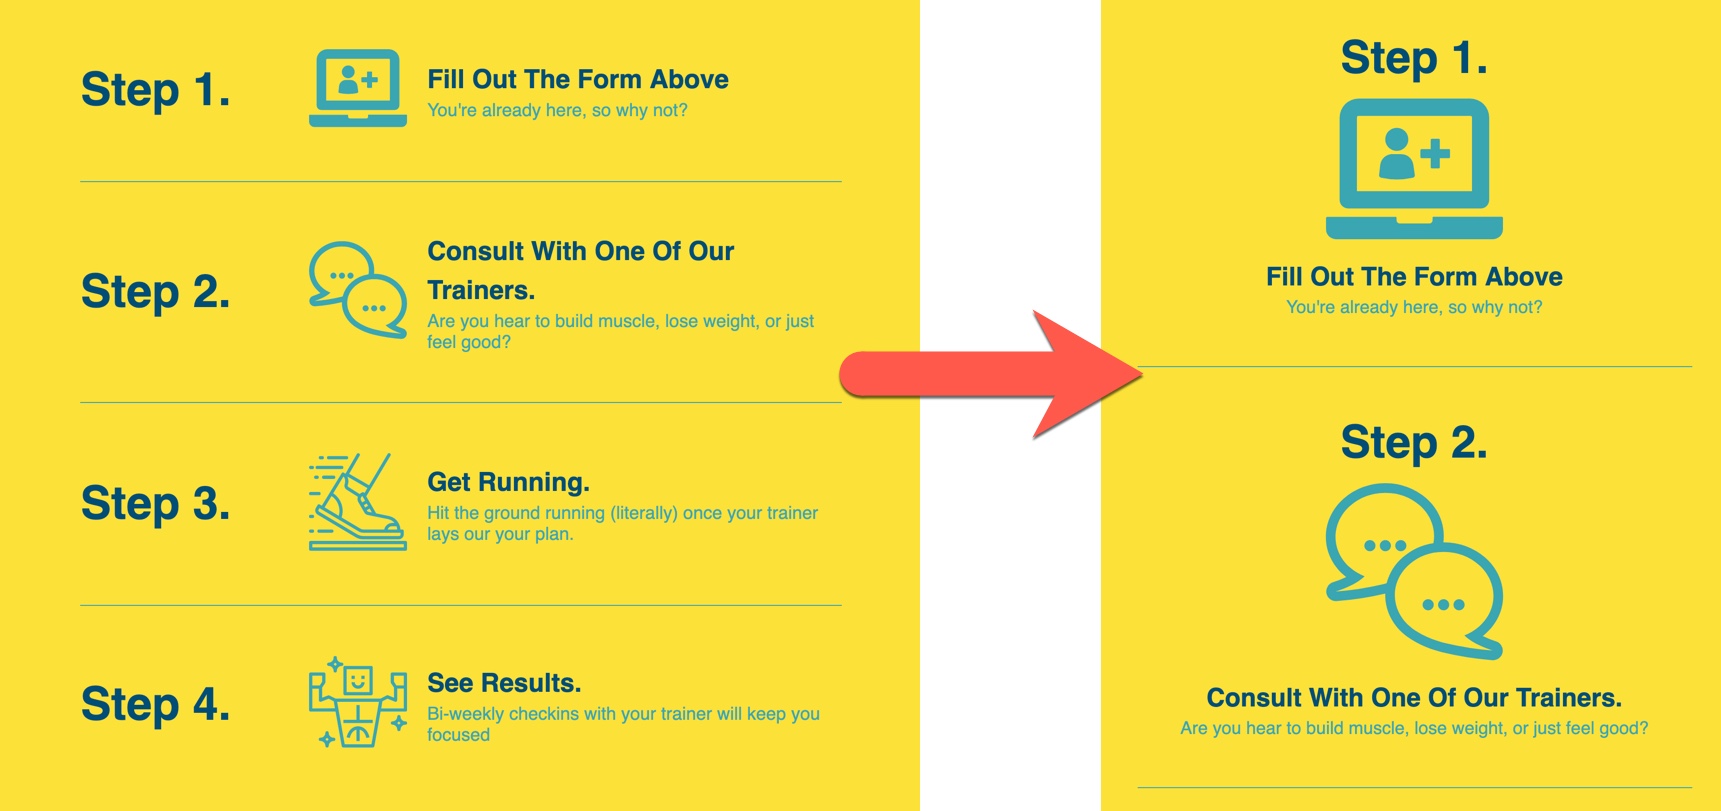 Step 1.
Fill Out The Form Above
You're already here, so why not?
Step 2.
Consult With One Of Our
Trainers.
Are you hear to build muscle, lose weight, or just
feel good?
Step 3.
Get Running.
Hit the ground running (literally) once your trainer
lays our your plan.
Step 4.
See Results.
Bi-weekly checkins with your trainer will keep you
focused
Step 1.
Fill Out The Form Above
You're already here, so why not?
Step 2.
Consult With One Of Our Trainers.
Are you hear to build muscle, lose weight, or just feel good?